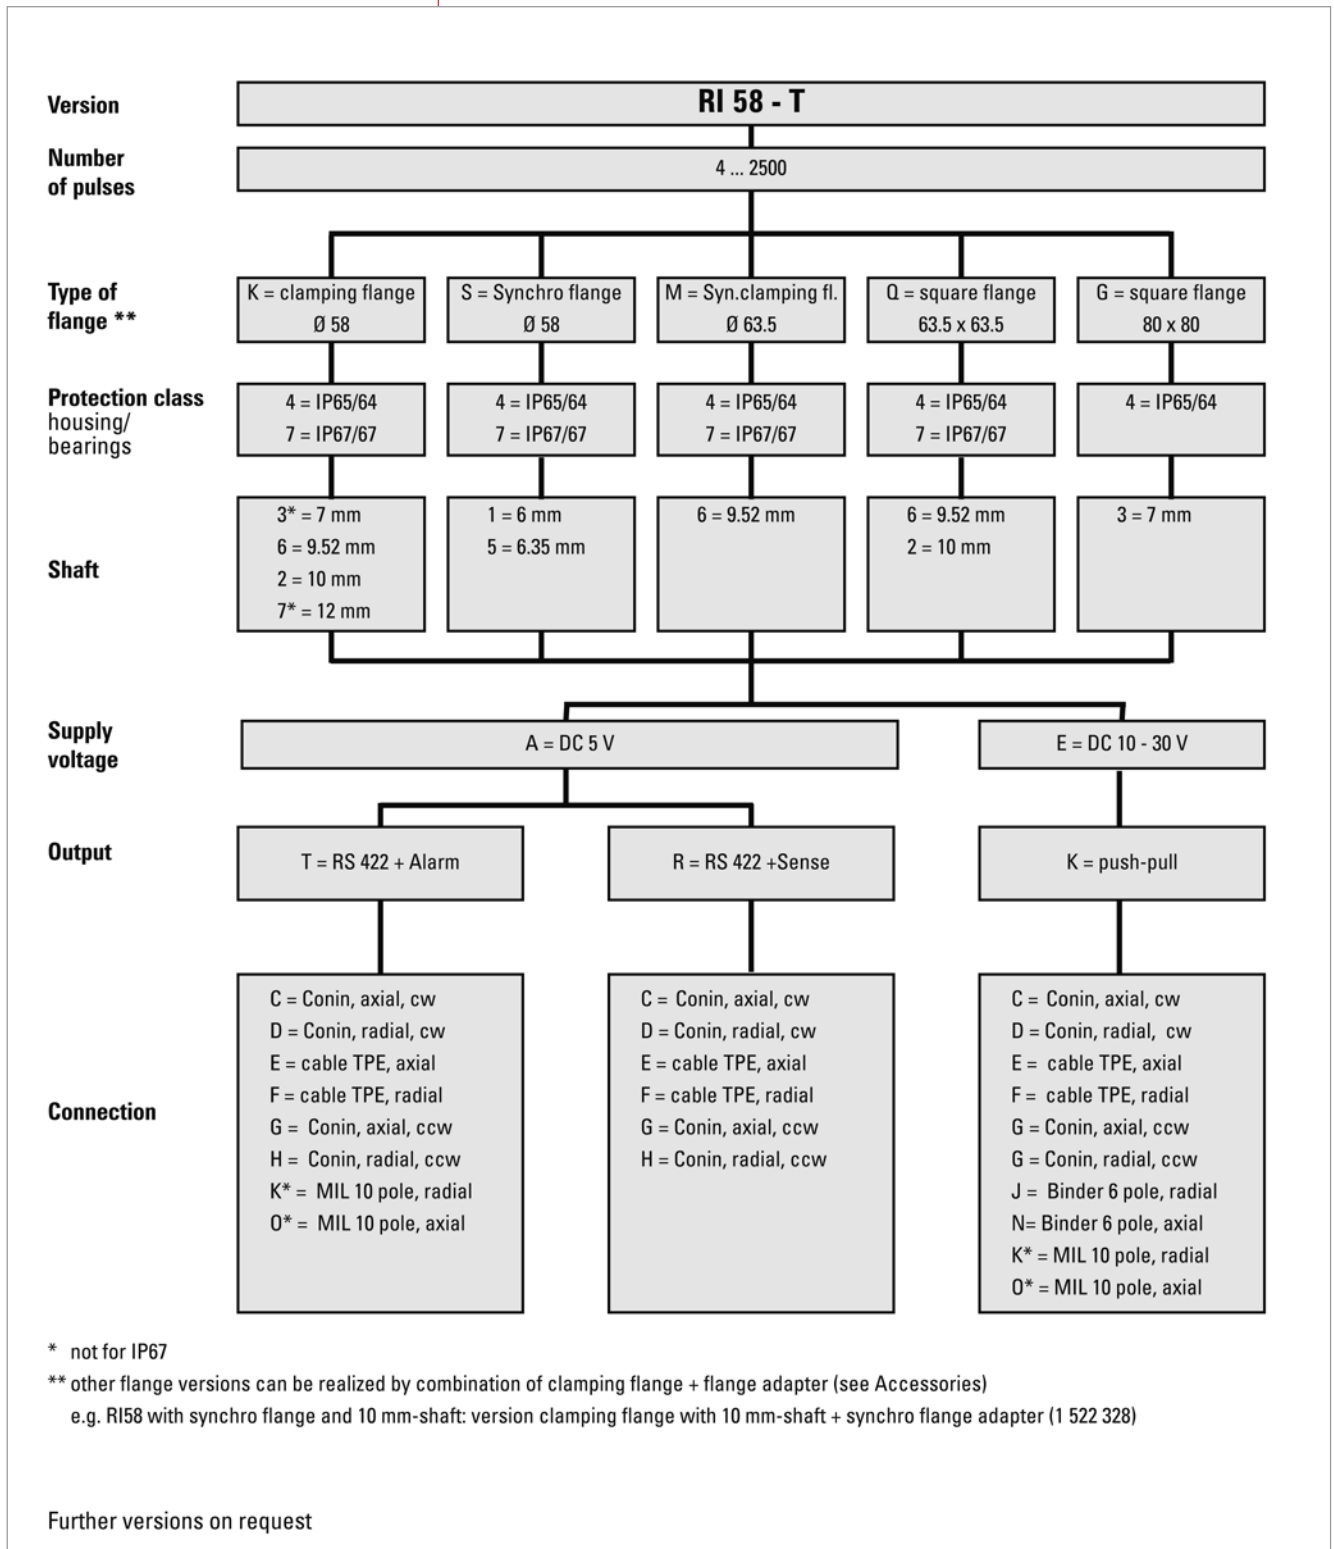 Version
RI 58 - T
Number
of pulses
4 ... 2500
Type of
flange **
K = clamping flange
Ø 58
S = Synchro flange
Ø 58
M = Syn.clamping fl.
Ø 63.5
Q = square flange
63.5 x 63.5
G = square flange
80 x 80
Protection class
housing/
bearings
4 = IP65/64
7 = IP67/67
4 = IP65/64
7 = IP67/67
4 = IP65/64
7 = IP67/67
4 = IP65/64
7 = IP67/67
4 = IP65/64
Shaft
3* = 7 mm
6 = 9.52 mm
2 = 10 mm
7* = 12 mm
1 = 6 mm
5 = 6.35 mm
6 = 9.52 mm
6 = 9.52 mm
2 = 10 mm
3 = 7 mm
Supply
voltage
A = DC 5 V
E = DC 10 - 30 V
Output
T = RS 422 + Alarm
R = RS 422 +Sense
K = push-pull
Connection
C = Conin, axial, cw
D = Conin, radial, cw
E = cable TPE, axial
F = cable TPE, radial
G = Conin, axial, ccw
H = Conin, radial, ccw
K* = MIL 10 pole, radial
O* = MIL 10 pole, axial
C = Conin, axial, cw
D = Conin, radial, cw
E = cable TPE, axial
F = cable TPE, radial
G = Conin, axial, ccw
H = Conin, radial, ccw
C = Conin, axial, cw
D = Conin, radial, cw
E = cable TPE, axial
F = cable TPE, radial
G = Conin, axial, ccw
G = Conin, radial, ccw
J = Binder 6 pole, radial
N= Binder 6 pole, axial
K* = MIL 10 pole, radial
O* = MIL 10 pole, axial
* not for IP67
** other flange versions can be realized by combination of clamping flange + flange adapter (see Accessories)
e.g. RI58 with synchro flange and 10 mm-shaft: version clamping flange with 10 mm-shaft + synchro flange adapter (1 522 328)
Further versions on request